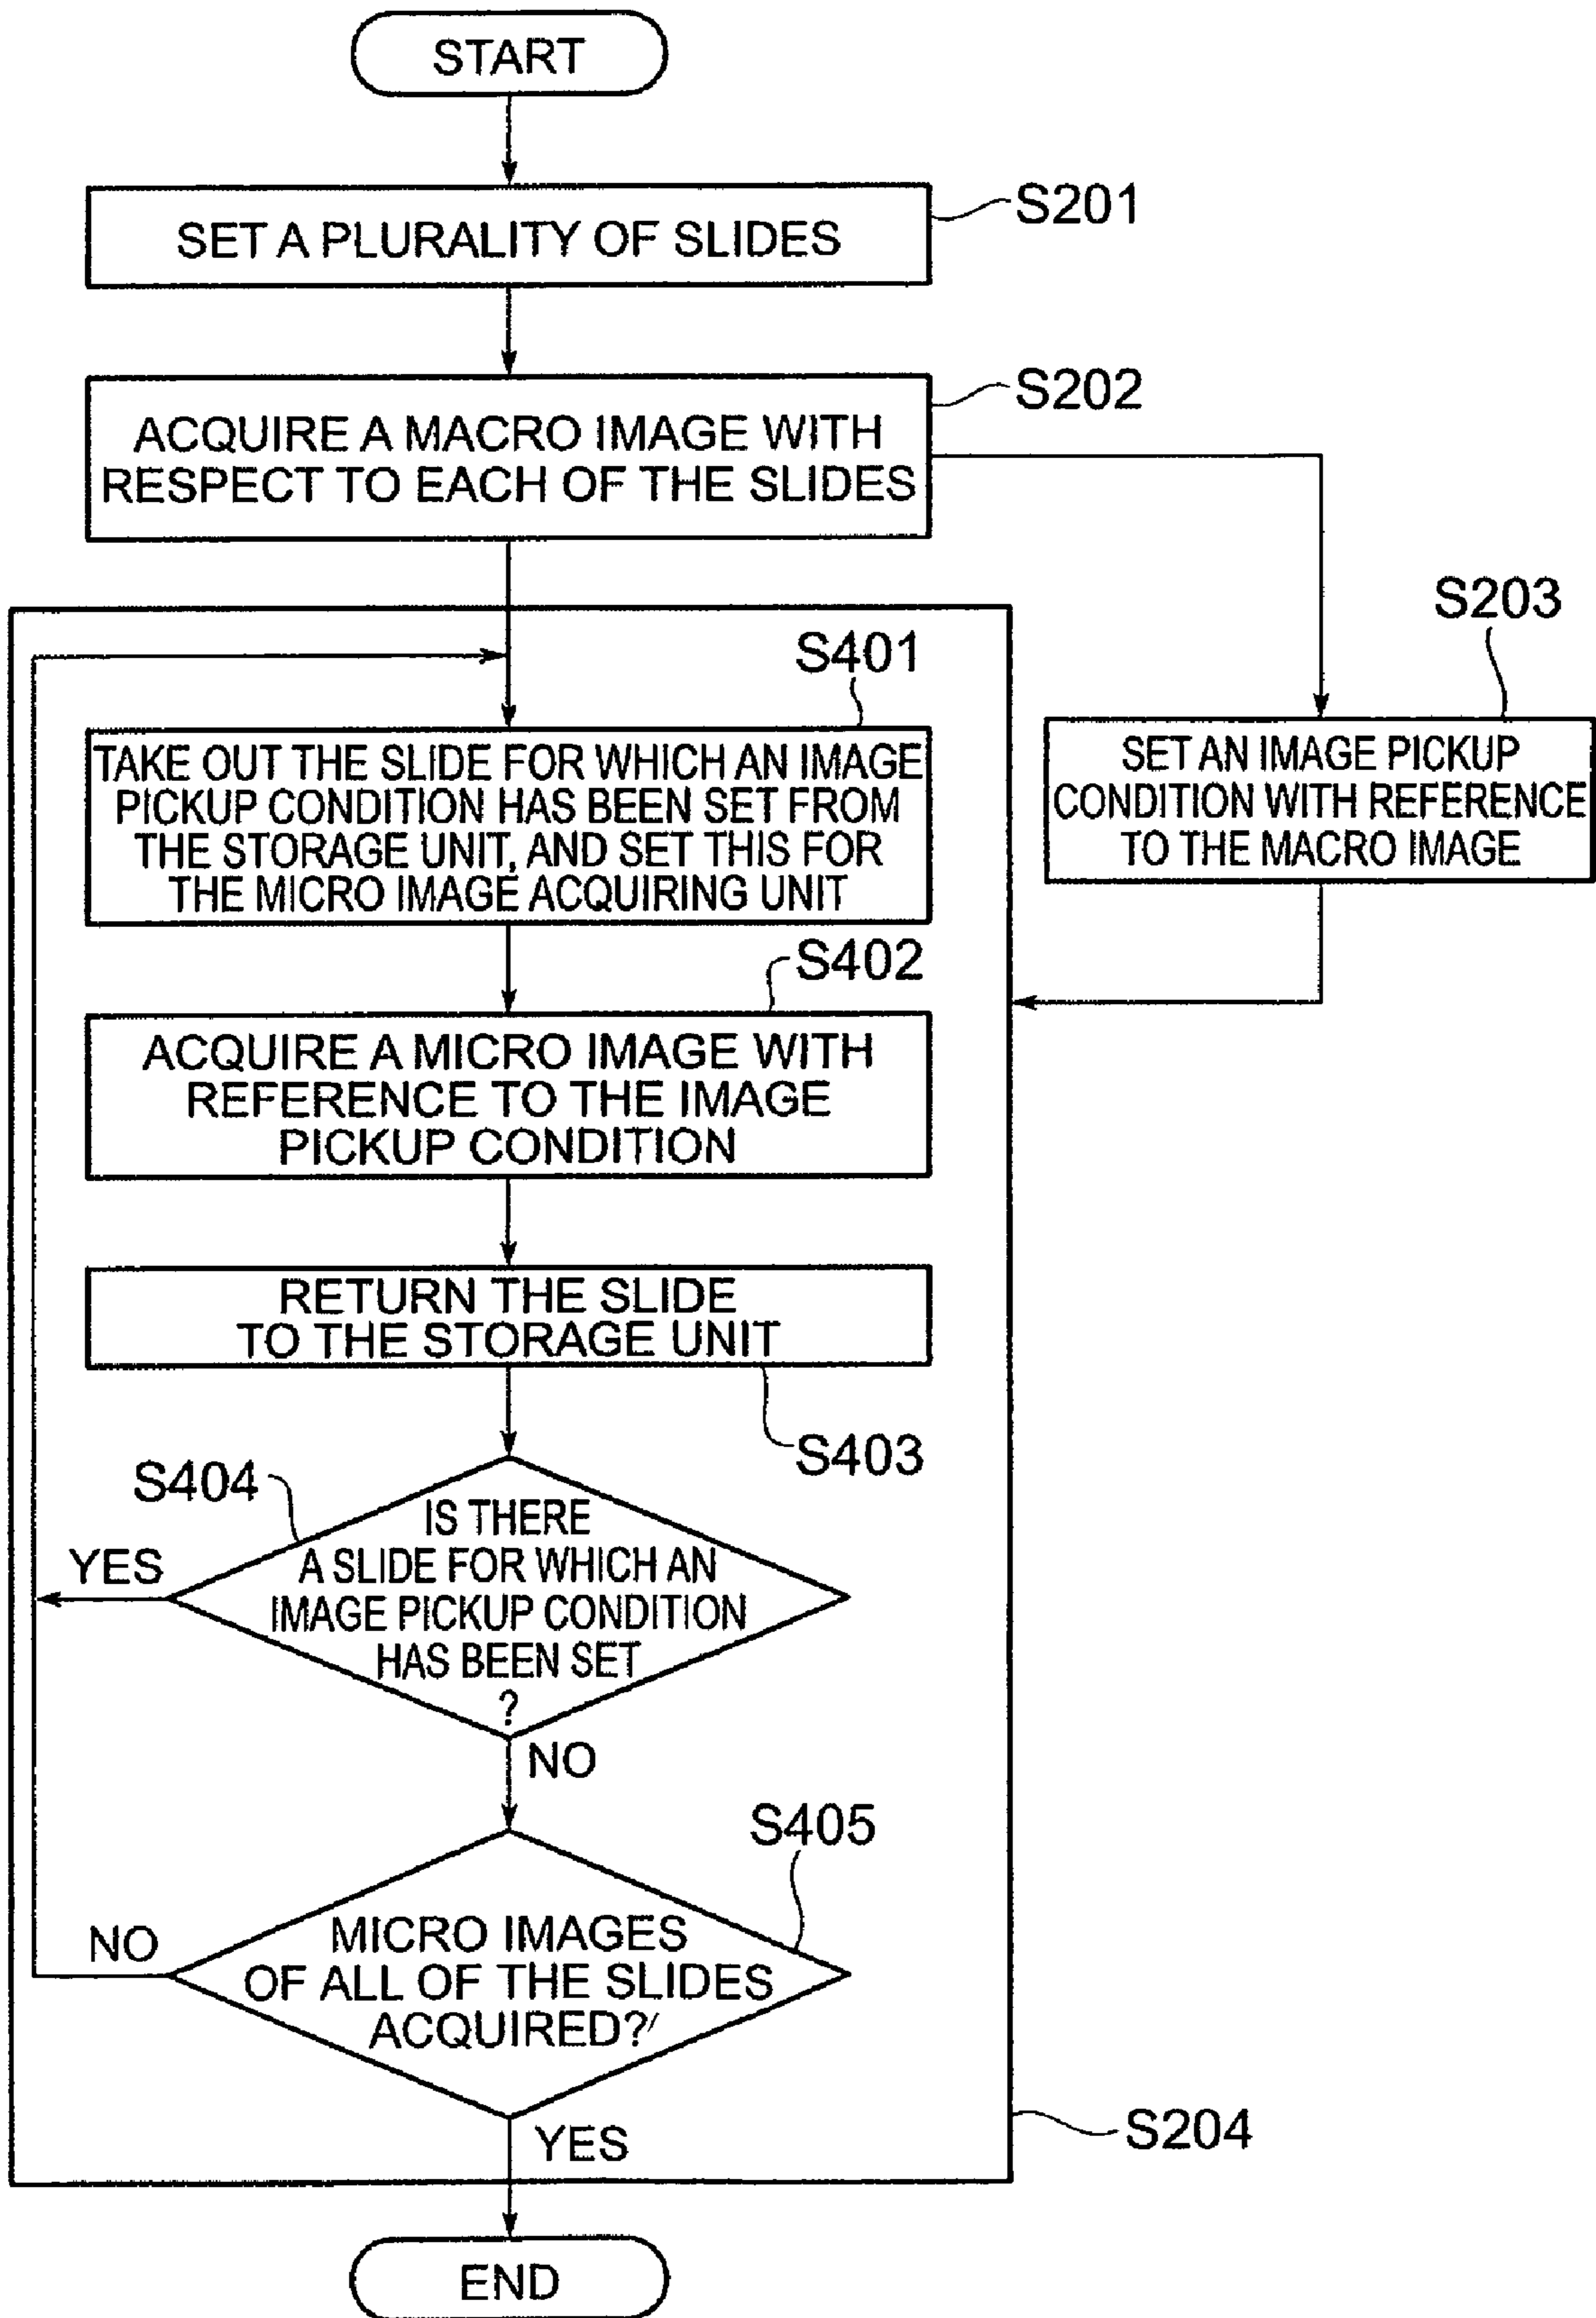 START
S201
SET A PLURALITY OF SLIDES
S202
ACQUIRE A MACRO IMAGE WITH
RESPECT TO EACH OF THE SLIDES
S203
SET AN IMAGE PICKUP
CONDITION WITH REFERENCE
TO THE MACRO IMAGE
S401
TAKE OUT THE SLIDE FOR WHICH AN IMAGE
PICKUP CONDITION HAS BEEN SET FROM
THE STORAGE UNIT, AND SET THIS FOR
THE MICRO IMAGE ACQUIRING UNIT
S402
ACQUIRE A MICRO IMAGE WITH
REFERENCE TO THE IMAGE
PICKUP CONDITION
RETURN THE SLIDE
TO THE STORAGE UNIT
S403
S404
IS THERE
A SLIDE FOR WHICH AN
IMAGE PICKUP CONDITION
HAS BEEN SET
?
YES
NO
S405
MICRO IMAGES
OF ALL OF THE SLIDES
ACQUIRED?
NO
YES
S204
END